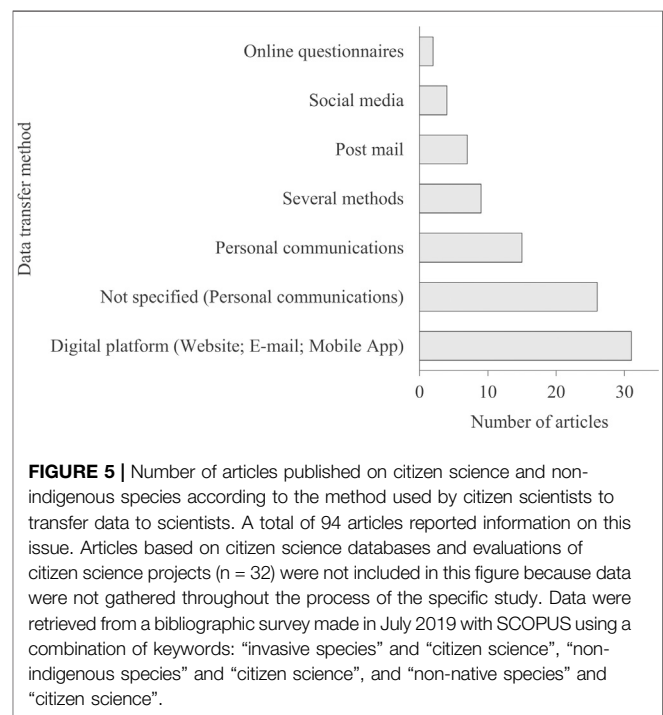 Online questionnaires
Social media
Post mail
Several methods
Personal communications
Not specified (Personal communications)
Digital platform (Website; E-mail; Mobile App)
Data transfer method
0 10 20 30
Number of articles
FIGURE 5 | Number of articles published on citizen science and non-
indigenous species according to the method used by citizen scientists to
transfer data to scientists. A total of 94 articles reported information on this
issue. Articles based on citizen science databases and evaluations of
citizen science projects (n = 32) were not included in this figure because data
were not gathered throughout the process of the specific study. Data were
retrieved from a bibliographic survey made in July 2019 with SCOPUS using a
combination of keywords: “invasive species” and “citizen science”, “non-
indigenous species” and “citizen science”, and “non-native species” and
“citizen science”.